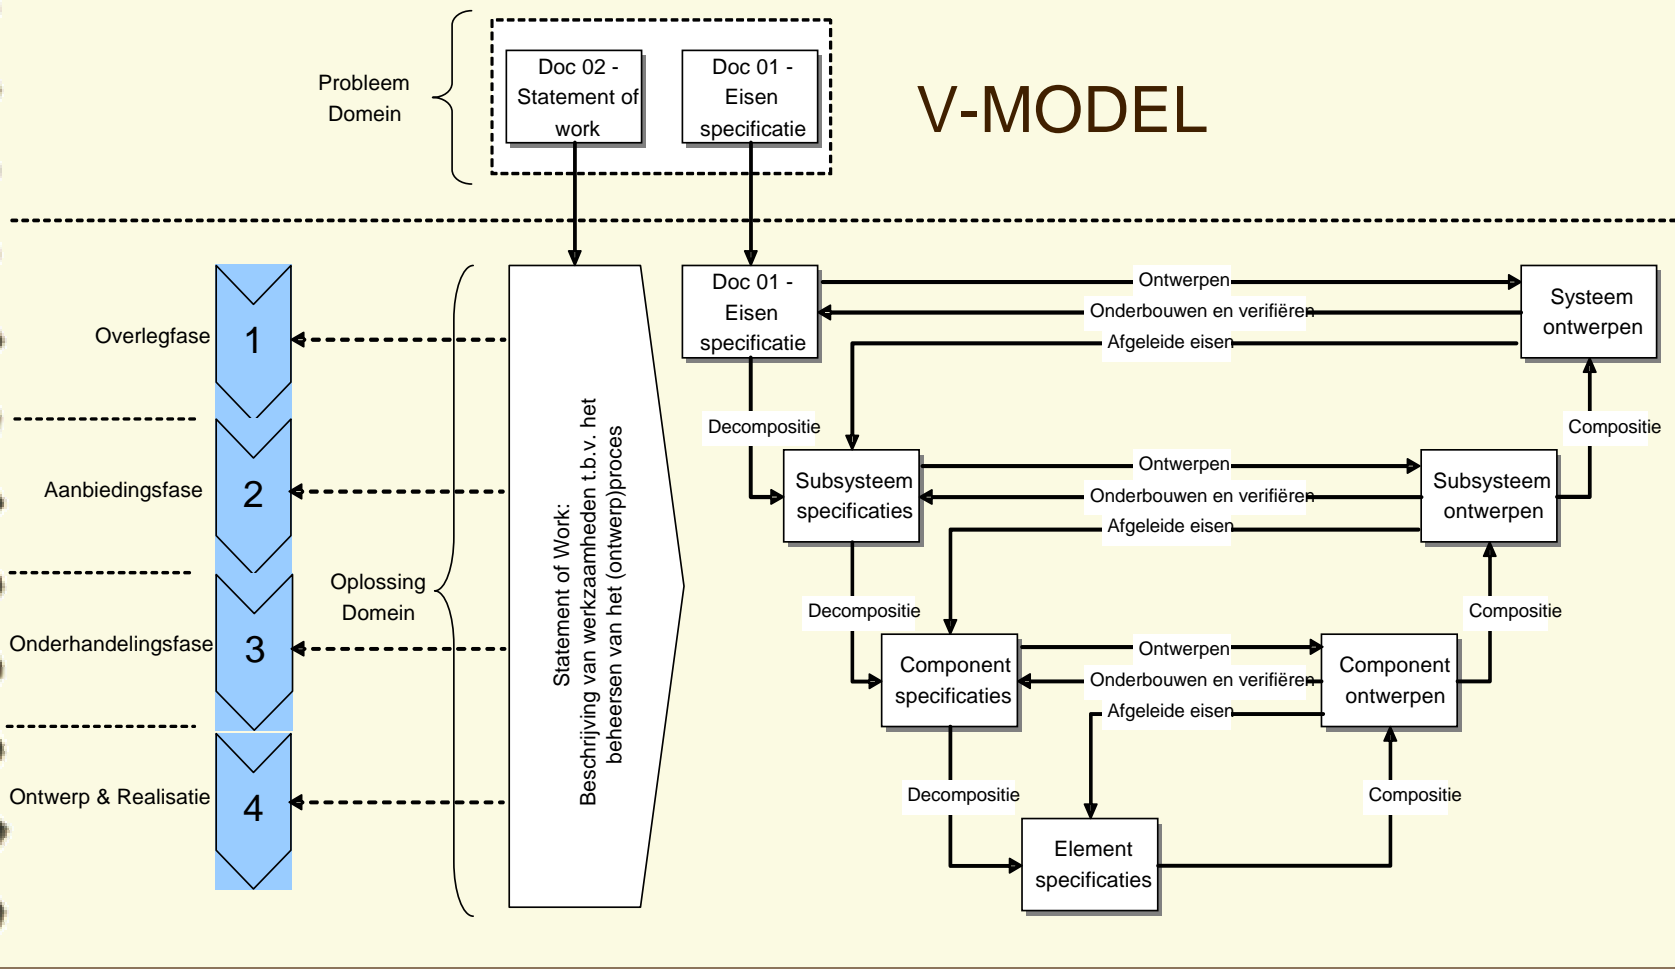 V-MODEL
Probleem
Domein
Doc 02 -
Statement of
work
Doc 01 -
Eisen
specificatie
Overlegfase
1
Aanbiedingsfase
2
Onderhandelingsfase
3
Ontwerp & Realisatie
4
Oplossing
Domein
Statement of Work:
Beschrijving van werkzaamheden t.b.v. het
beheersen van het (ontwerp)proces
Doc 01 -
Eisen
specificatie
Ontwerpen
Onderbouwen en verifiëren
Afgeleide eisen
Systeem
ontwerpen
Decompositie
Compositie
Subsysteem
specificaties
Ontwerpen
Onderbouwen en verifiëren
Afgeleide eisen
Subsysteem
ontwerpen
Decompositie
Compositie
Component
specificaties
Ontwerpen
Onderbouwen en verifiëren
Afgeleide eisen
Component
ontwerpen
Decompositie
Compositie
Element
specificaties